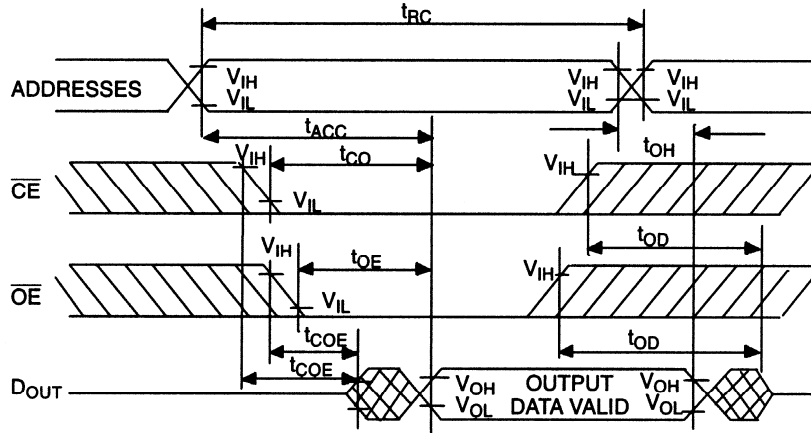 tRC
VIH VIH VIH
ADDRESSES
VIL VIL VIL
tACC
tCO tOH
VIH VIH
CE
VIL
tOD
VIH tOE VIH
OE
VIL
tCOE tOD
tCOE
VOH OUTPUT VOH
DOUT
VOL DATA VALID VOL